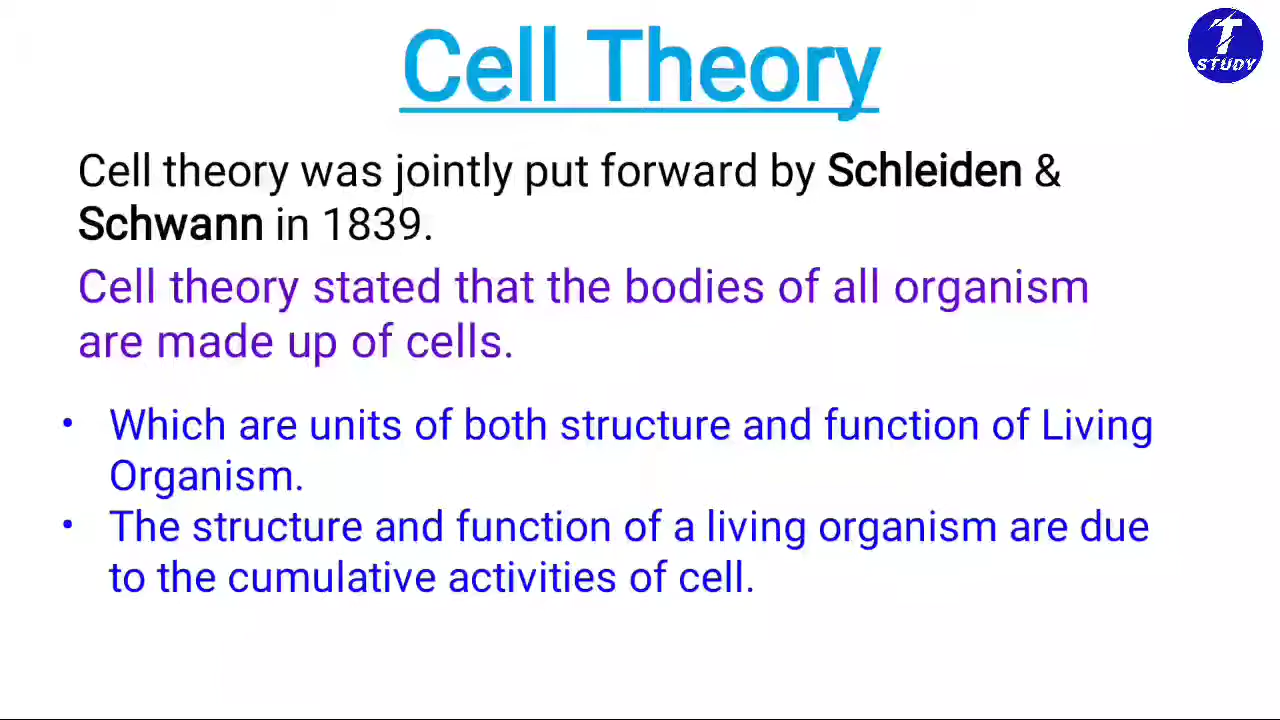 Cell Theory
T
STUDY
Cell theory was jointly put forward by Schleiden &
Schwann in 1839.
Cell theory stated that the bodies of all organism
are made up of cells.
• Which are units of both structure and function of Living
Organism.
• The structure and function of a living organism are due
to the cumulative activities of cell.